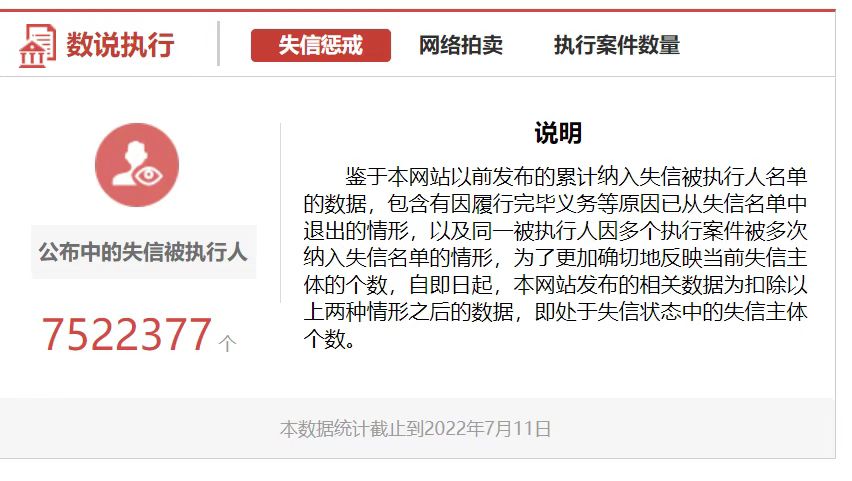 数说执行
失信惩戒
网络拍卖
执行案件数量
公布中的失信被执行人
7522377 个
说明
鉴于本网站以前发布的累计纳入失信被执行人名单
的数据，包含有因履行完毕义务等原因已从失信名单中
退出的情形，以及同一被执行人因多个执行案件被多次
纳入失信名单的情形，为了更加确切地反映当前失信主
体的个数，自即日起，本网站发布的相关数据为扣除以
上两种情形之后的数据，即处于失信状态中的失信主体
个数。
本数据统计截止到2022年7月11日